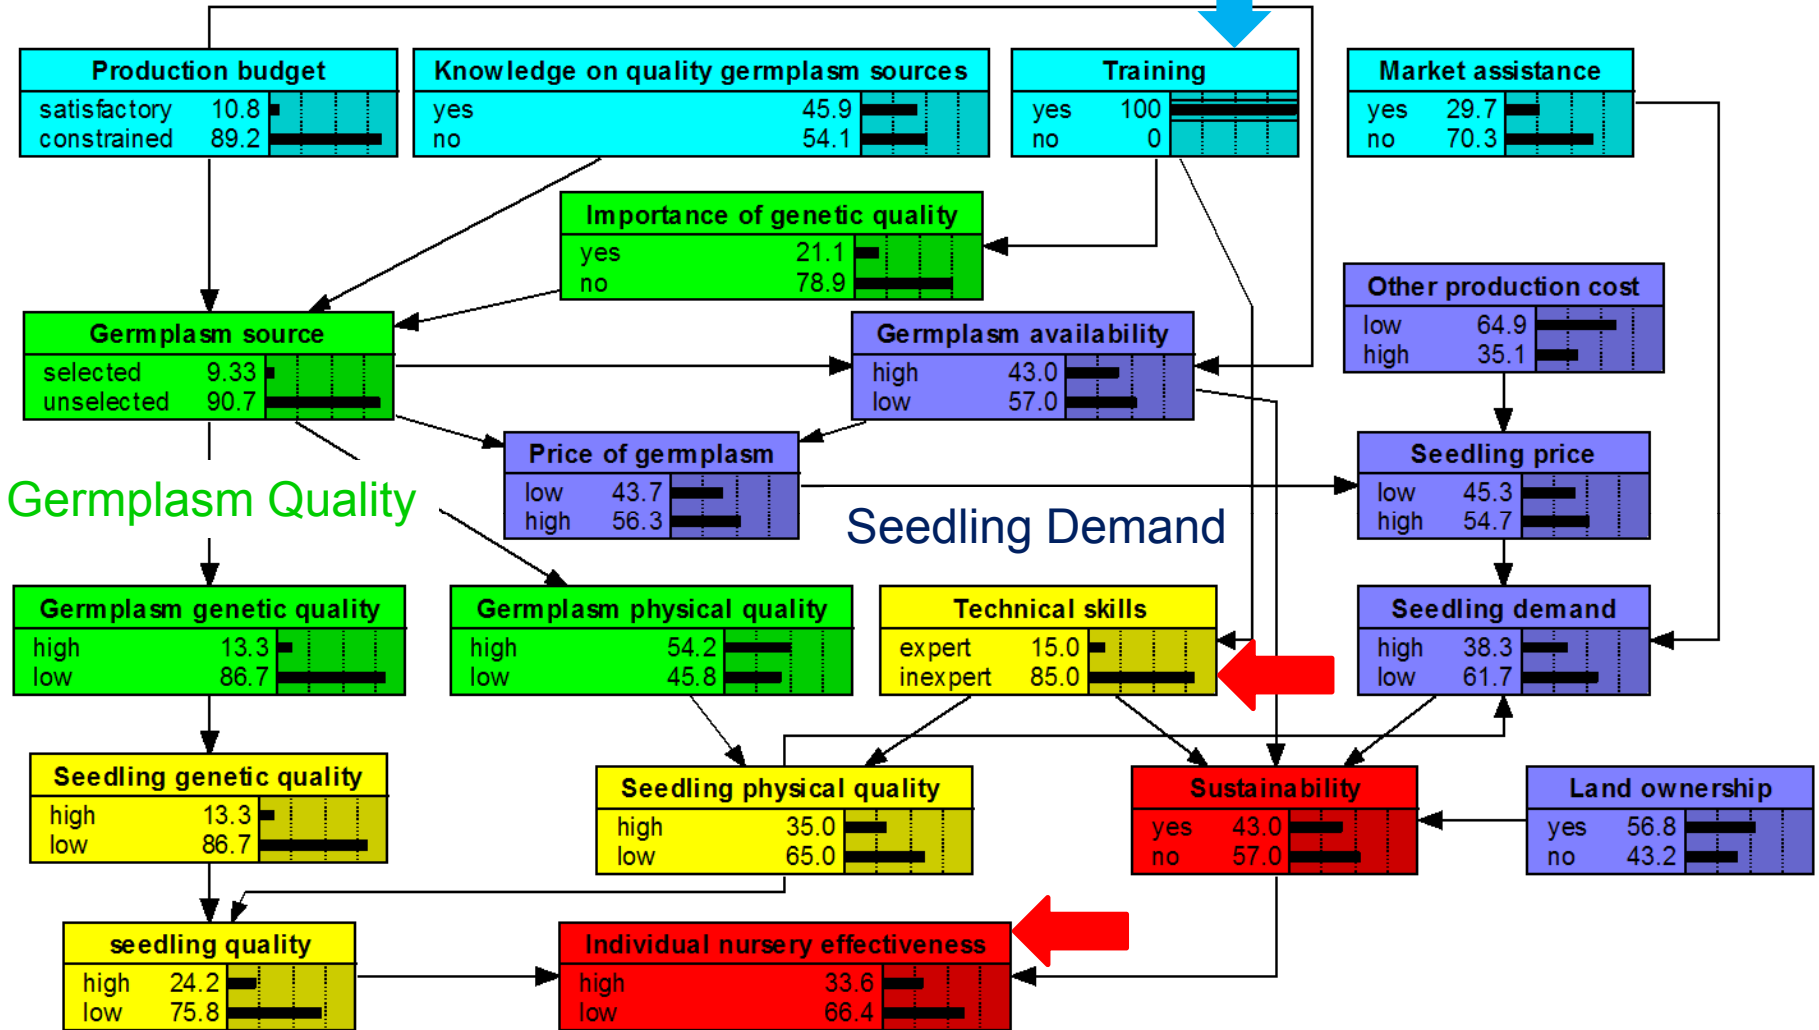 Production budget
satisfactory 10.8
constrained 89.2
Knowledge on quality germplasm sources
yes 45.9
no 54.1
Training
yes 100
no 0
Market assistance
yes 29.7
no 70.3
Importance of genetic quality
yes 21.1
no 78.9
Other production cost
low 64.9
high 35.1
Germplasm source
selected 9.33
unselected 90.7
Germplasm availability
high 43.0
low 57.0
Price of germplasm
low 43.7
high 56.3
Seedling price
low 45.3
high 54.7
Germplasm Quality
Seedling Demand
Germplasm genetic quality
high 13.3
low 86.7
Germplasm physical quality
high 54.2
low 45.8
Technical skills
expert 15.0
inexpert 85.0
Seedling demand
high 38.3
low 61.7
Seedling genetic quality
high 13.3
low 86.7
Seedling physical quality
high 35.0
low 65.0
Sustainability
yes 43.0
no 57.0
Land ownership
yes 56.8
no 43.2
seedling quality
high 24.2
low 75.8
Individual nursery effectiveness
high 33.6
low 66.4